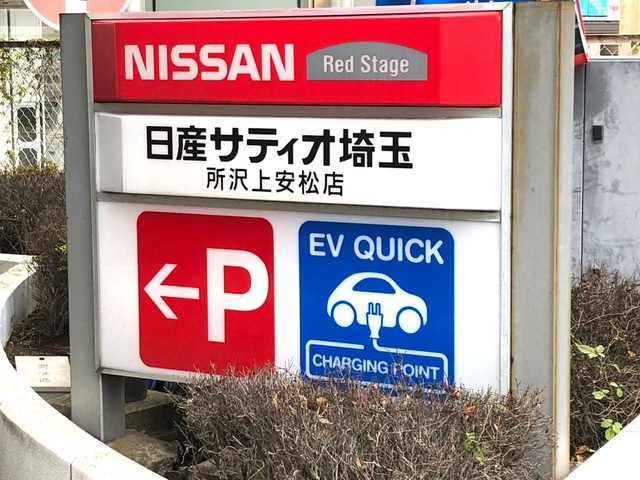 NISSAN Red Stage
日産サティオ埼玉
所沢上安松店
←P
EV QUICK
CHARGING POINT